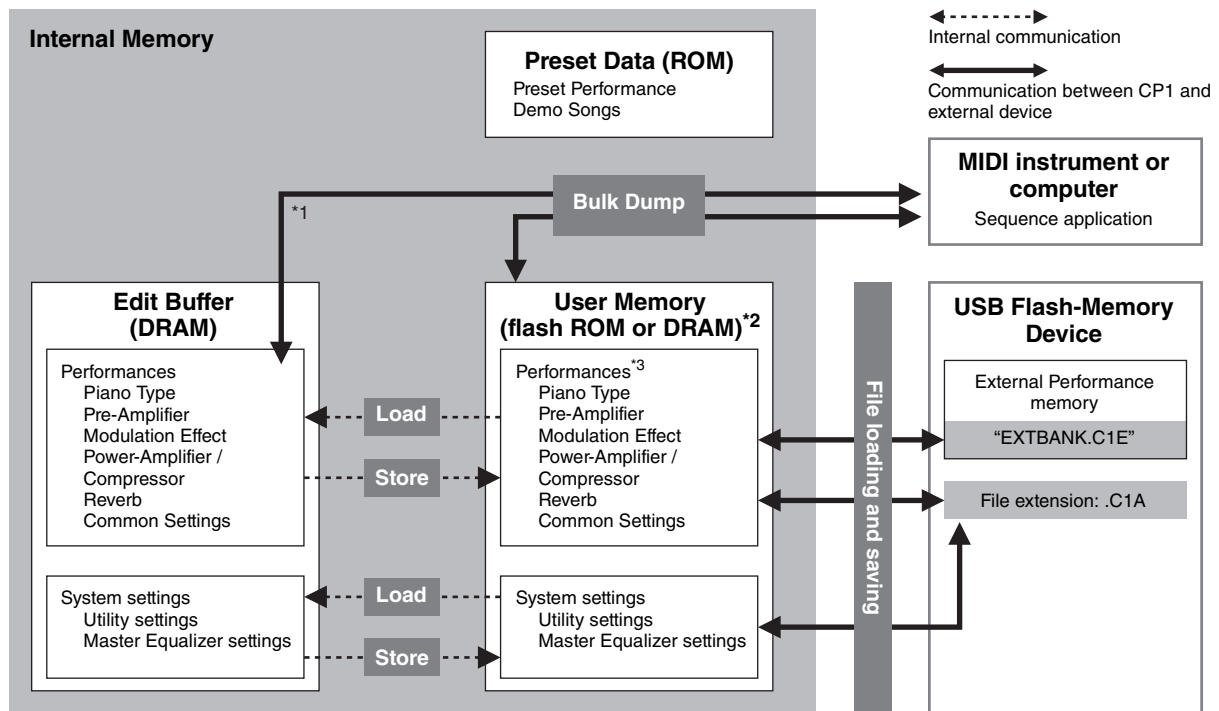 Internal Memory
Preset Data (ROM)
Preset Performance
Demo Songs
Internal communication
Communication between CP1 and
external device
MIDI instrument or
computer
Sequence application
Bulk Dump
*1
Edit Buffer
(DRAM)
Performances
Piano Type
Pre-Amplifier
Modulation Effect
Power-Amplifier /
Compressor
Reverb
Common Settings
System settings
Utility settings
Master Equalizer settings
Load
Store
Load
Store
User Memory
(flash ROM or DRAM)*2
Performances*3
Piano Type
Pre-Amplifier
Modulation Effect
Power-Amplifier /
Compressor
Reverb
Common Settings
System settings
Utility settings
Master Equalizer settings
File loading and saving
USB Flash-Memory
Device
External Performance
memory
“EXTBANK.C1E”
File extension: .C1A